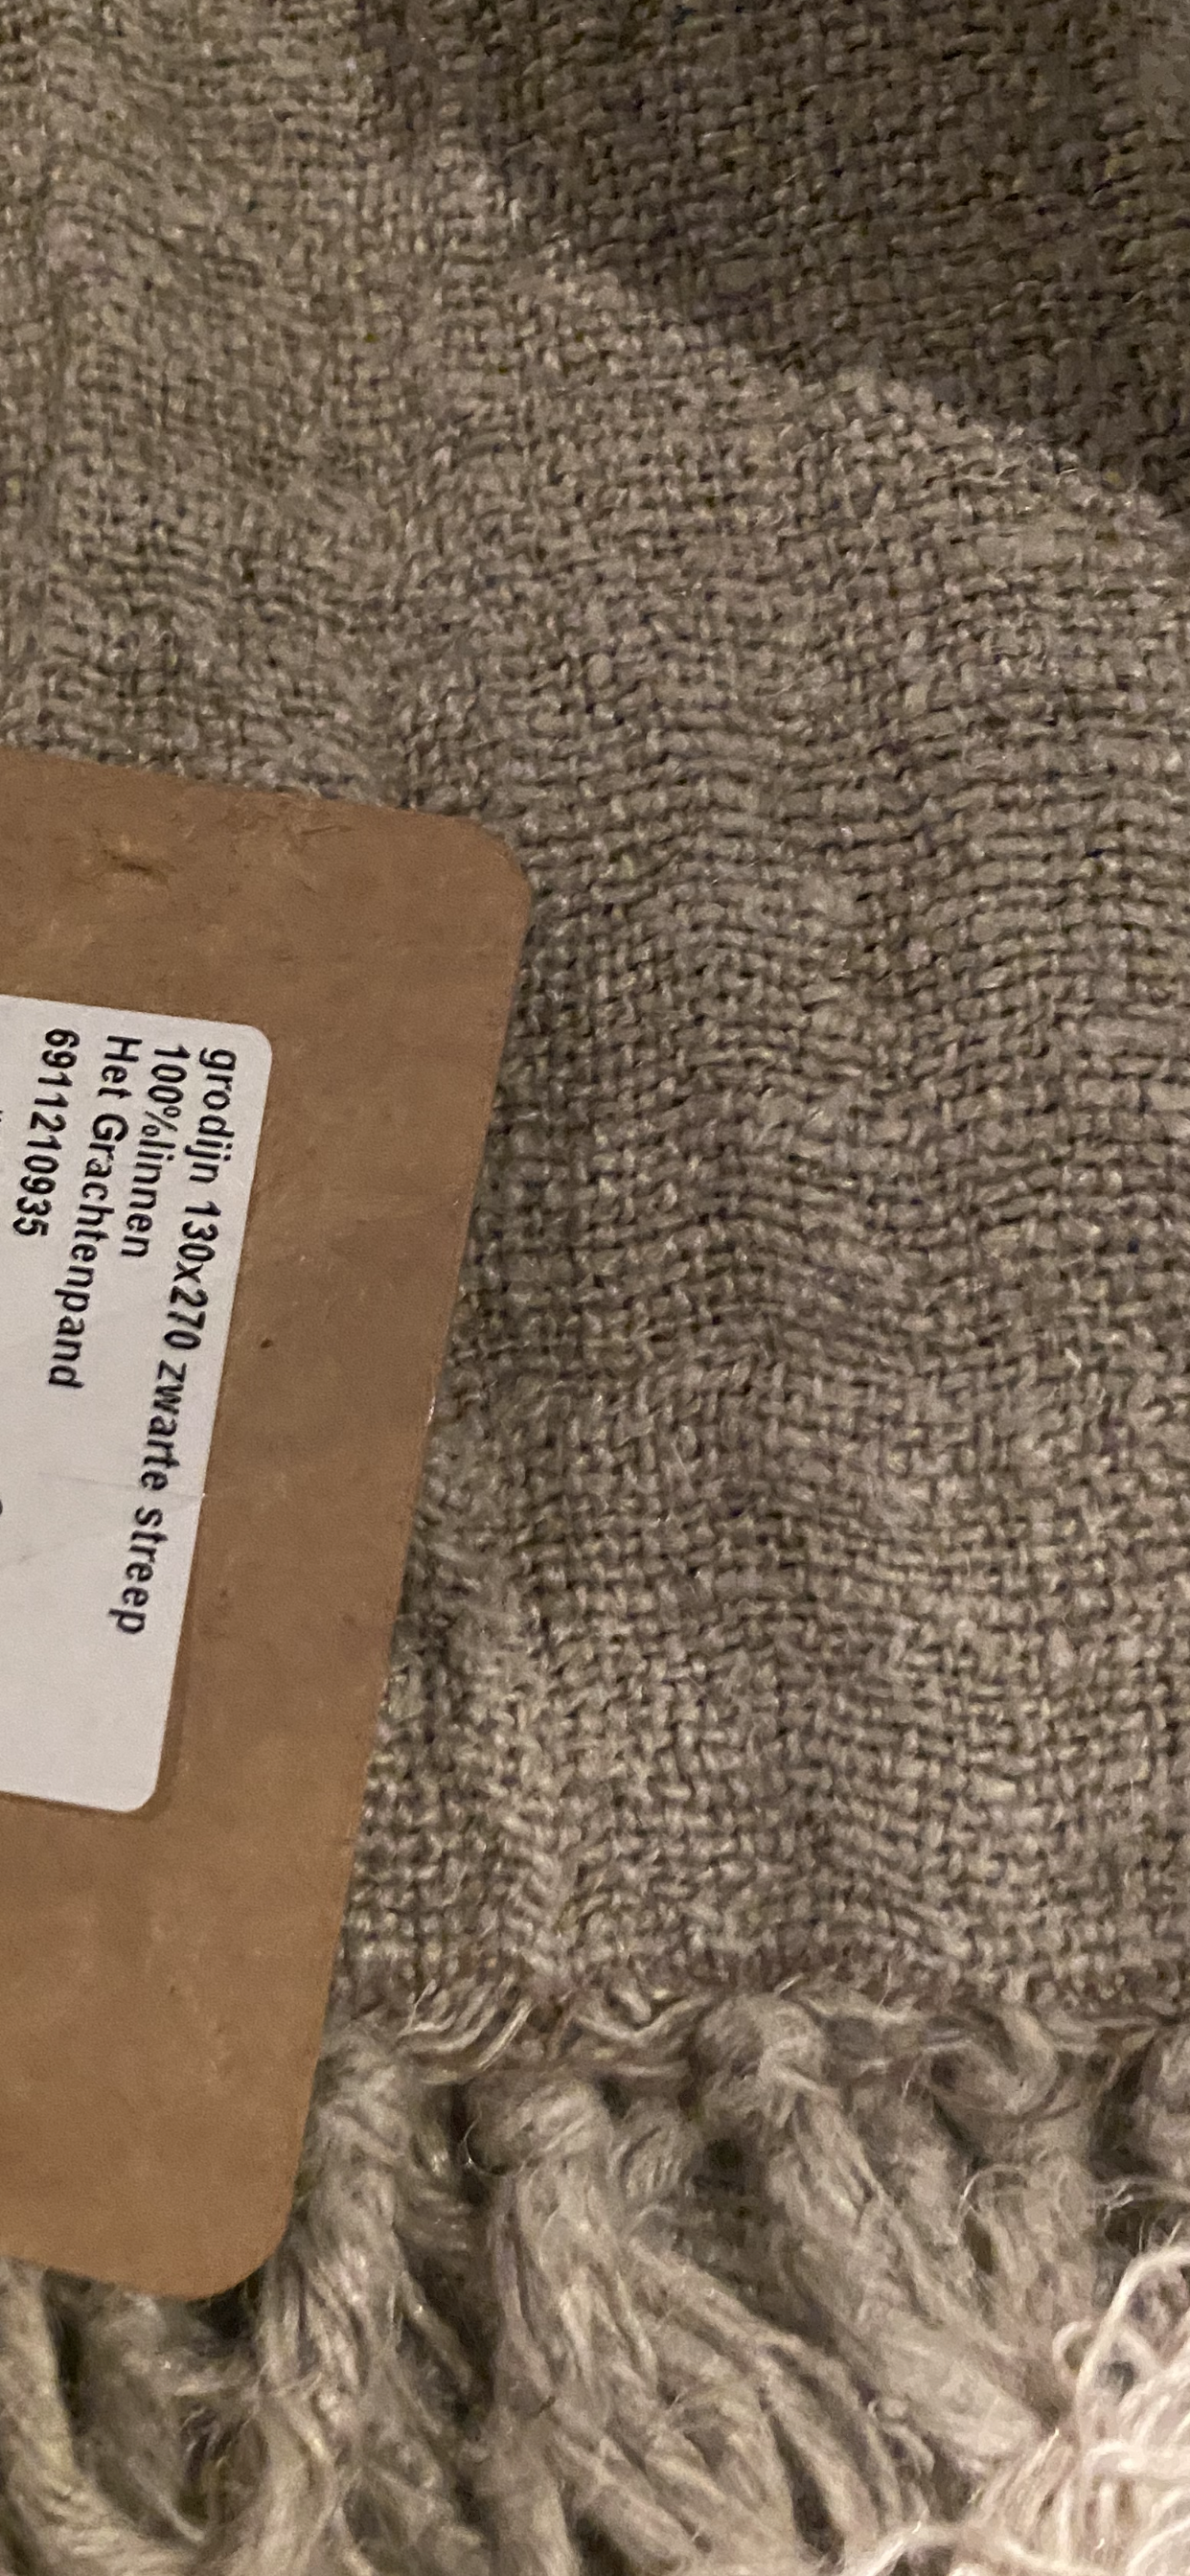 grodijn 130x270 zwarte streep
100%linnen
Het Grachtenpand
6911210935